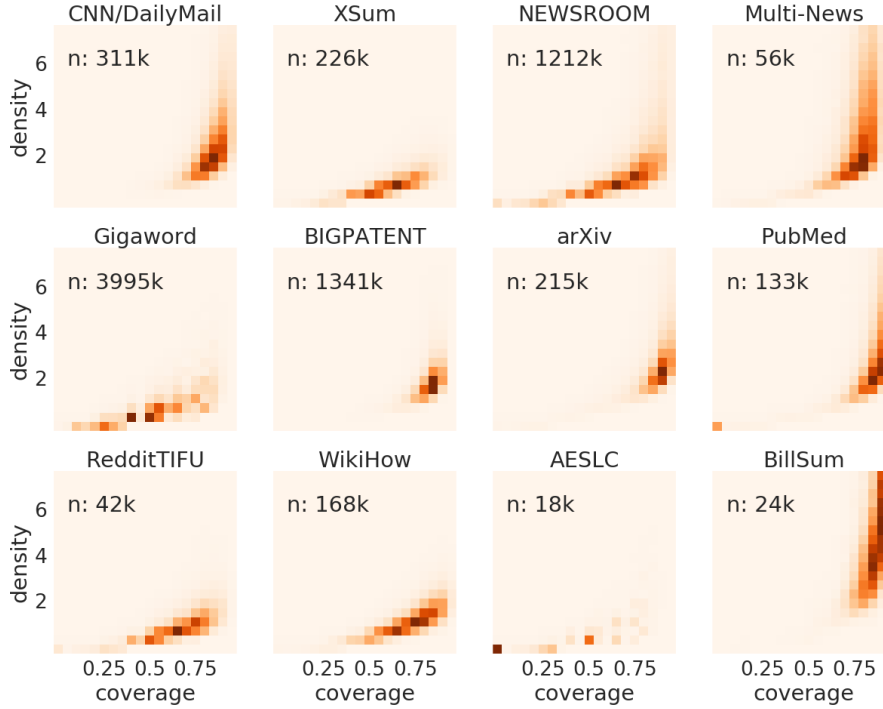 CNN/DailyMail XSum NEWSROOM Multi-News
n: 311k n: 226k n: 1212k n: 56k
6
4
2
density
Gigaword BIGPATENT arXiv PubMed
n: 3995k n: 1341k n: 215k n: 133k
6
4
2
density
RedditTIFU WikiHow AESLC BillSum
n: 42k n: 168k n: 18k n: 24k
6
4
2
density
0.25 0.5 0.75 0.25 0.5 0.75 0.25 0.5 0.75 0.25 0.5 0.75
coverage coverage coverage coverage